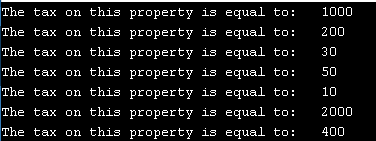 The tax on this property is equal to:   1000
The tax on this property is equal to:   200
The tax on this property is equal to:   30
The tax on this property is equal to:   50
The tax on this property is equal to:   10
The tax on this property is equal to:   2000
The tax on this property is equal to:   400